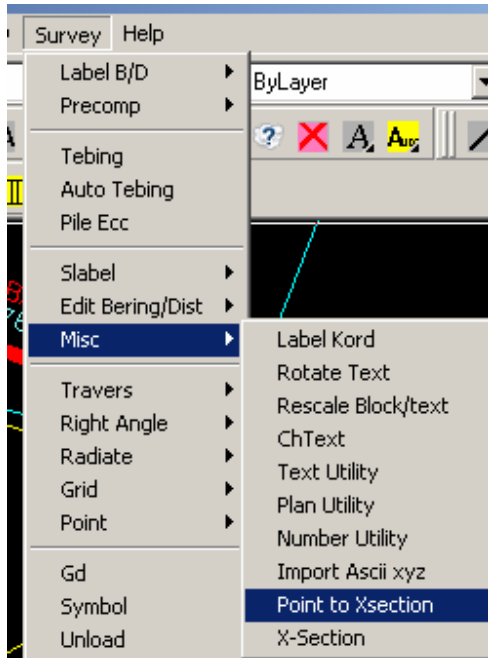 Survey Help
Label B/D
Precomp
ByLayer
Tebing
Auto Tebing
Pile Ecc
Slabel
Edit Bering/Dist
Misc
Travers
Right Angle
Radiate
Grid
Point
Gd
Symbol
Unload
Label Kord
Rotate Text
Rescale Block/text
ChText
Text Utility
Plan Utility
Number Utility
Import Ascii xyz
Point to Xsection
X-Section